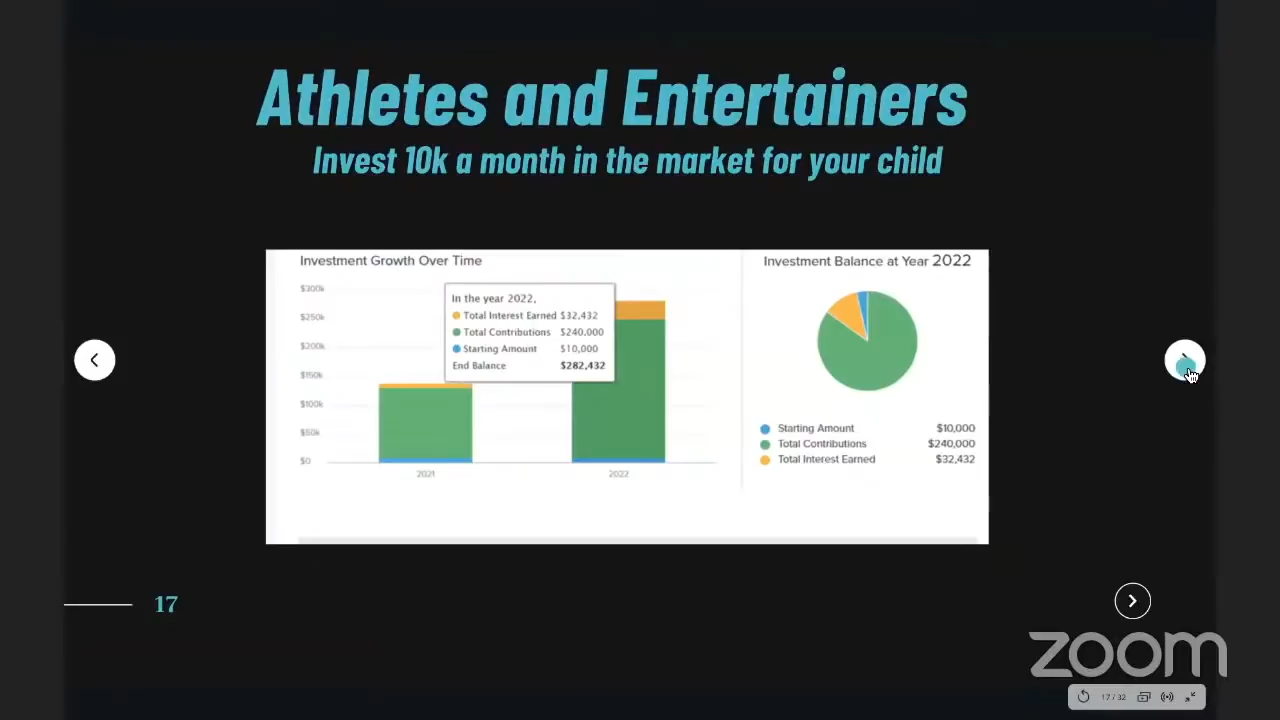 Athletes and Entertainers
Invest 10k a month in the market for your child
Investment Growth Over Time
$300k
$250k
$200k
$150k
$100k
$50k
$0
2021
2022
In the year 2022,
Total Interest Earned $32,432
Total Contributions $240,000
Starting Amount $10,000
End Balance $282,432
Investment Balance at Year 2022
Starting Amount $10,000
Total Contributions $240,000
Total Interest Earned $32,432
17
zoom
17/32